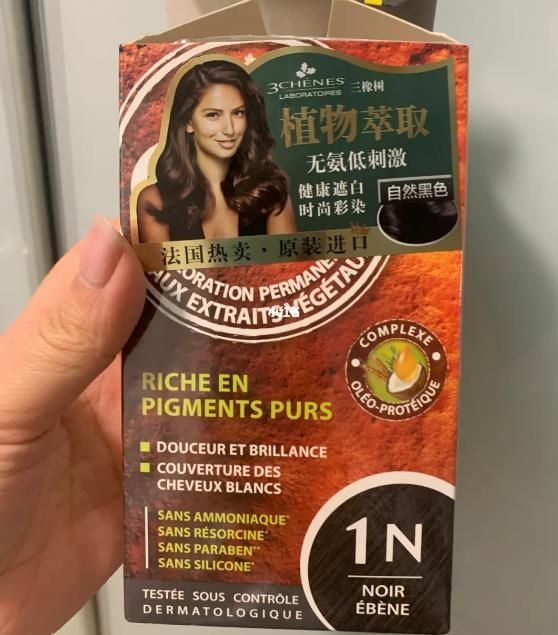 3CHÊNES 三橡树
LABORATOIRES
植物萃取
无氨低刺激
健康遮白
时尚彩染
自然黑色
法国热卖·原装进口
ORATION PERMANEN
AUX EXTRAITS VÉGÉTAU
COMPLEXE
OLÉO-PROTÉIQUE
RICHE EN
PIGMENTS PURS
DOUCEUR ET BRILLANCE
COUVERTURE DES
CHEVEUX BLANCS
SANS AMMONIAQUE*
SANS RÉSORCINE*
SANS PARABEN**
SANS SILICONE*
1N
NOIR
ÉBÈNE
TESTÉE SOUS CONTRÔLE
DERMATOLOGIQUE